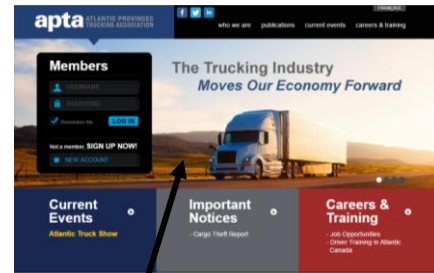 FRANÇAIS
apta ATLANTIC PROVINCES
TRUCKING ASSOCIATION
who we are publications current events careers & training
Members
USERNAME
PASSWORD
Remember Me LOG IN
Not a member, SIGN UP NOW!
NEW ACCOUNT
The Trucking Industry
Moves Our Economy Forward
Current
Events
Atlantic Truck Show
Important
Notices
- Cargo Theft Report
Careers &
Training
- Job Opportunities
- Driver Training in Atlantic
Canada